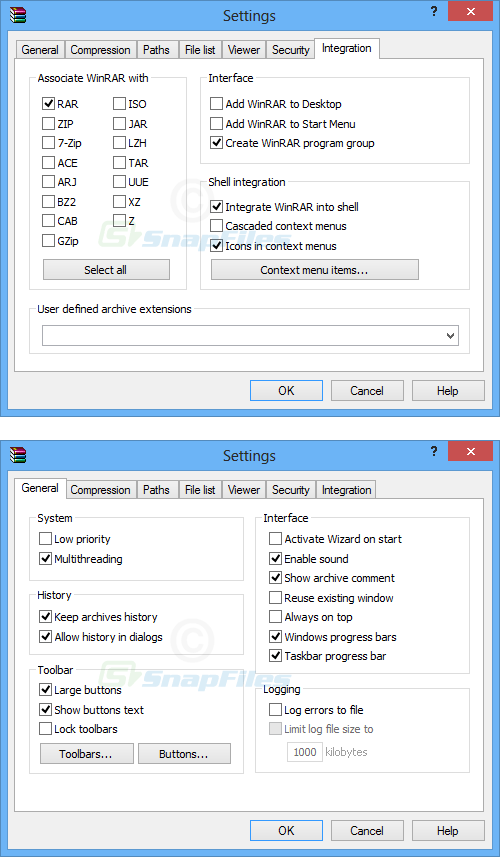 Settings
? ×
General Compression Paths File list Viewer Security Integration
Associate WinRAR with
RAR ISO
ZIP JAR
7-Zip LZH
ACE TAR
ARJ UUE
BZ2 XZ
CAB Z
GZip
Select all
Interface
Add WinRAR to Desktop
Add WinRAR to Start Menu
Create WinRAR program group
Shell integration
Integrate WinRAR into shell
Cascaded context menus
Icons in context menus
Context menu items...
© SnapFiles
User defined archive extensions
OK Cancel Help
Settings
? ×
General Compression Paths File list Viewer Security Integration
System
Low priority
Multithreading
History
Keep archives history
Allow history in dialogs
Toolbar
Large buttons
Show buttons text
Lock toolbars
Toolbars... Buttons...
Interface
Activate Wizard on start
Enable sound
Show archive comment
Reuse existing window
Always on top
Windows progress bars
Taskbar progress bar
Logging
Log errors to file
Limit log file size to
1000 kilobytes
© SnapFiles
OK Cancel Help